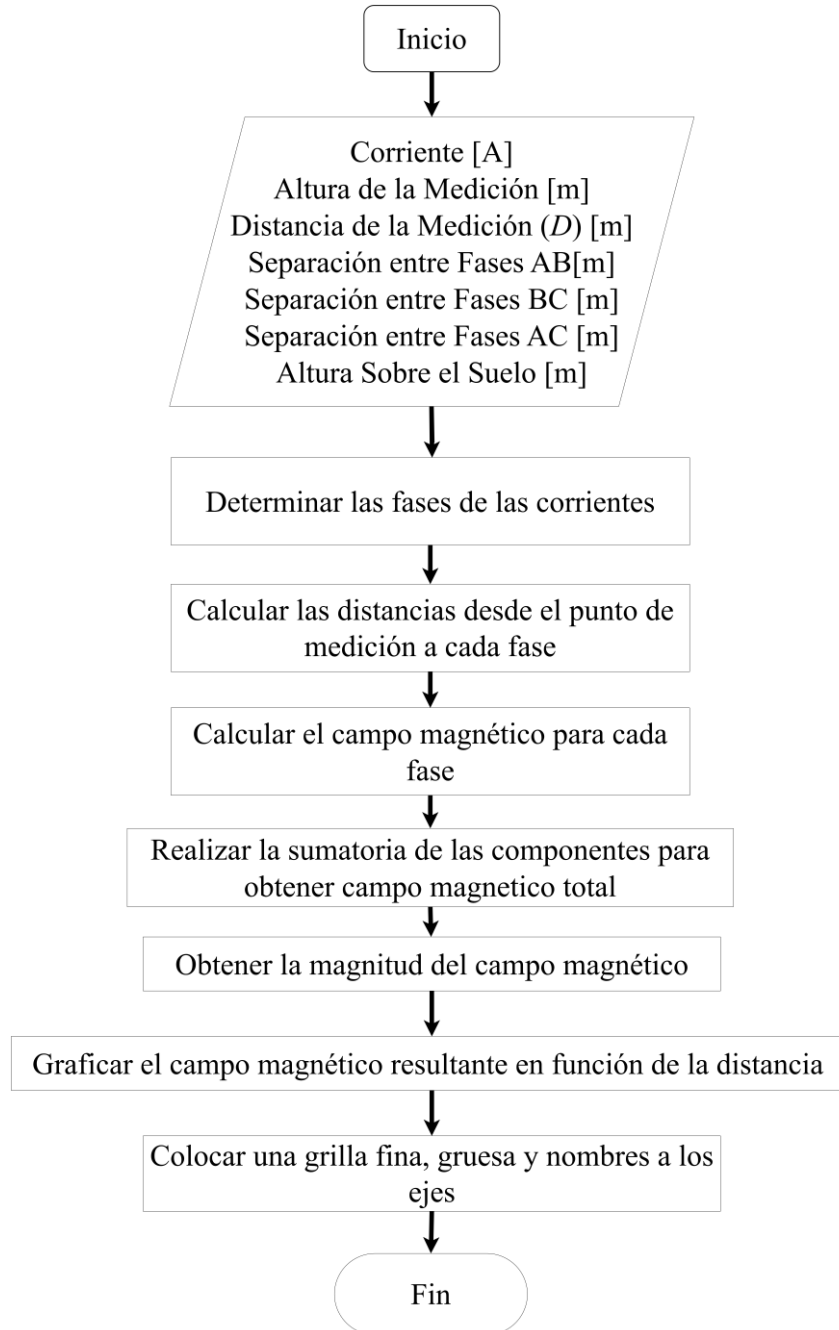 Inicio
Corriente [A]
Altura de la Medición [m]
Distancia de la Medición (D) [m]
Separación entre Fases AB[m]
Separación entre Fases BC [m]
Separación entre Fases AC [m]
Altura Sobre el Suelo [m]
Determinar las fases de las corrientes
Calcular las distancias desde el punto de
medición a cada fase
Calcular el campo magnético para cada
fase
Realizar la sumatoria de las componentes para
obtener campo magnetico total
Obtener la magnitud del campo magnético
Graficar el campo magnético resultante en función de la distancia
Colocar una grilla fina, gruesa y nombres a los
ejes
Fin